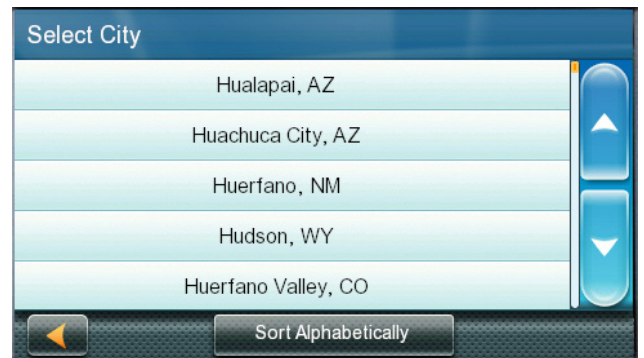 Select City
Hualapai, AZ
Huachuca City, AZ
Huerfano, NM
Hudson, WY
Huerfano Valley, CO
Sort Alphabetically